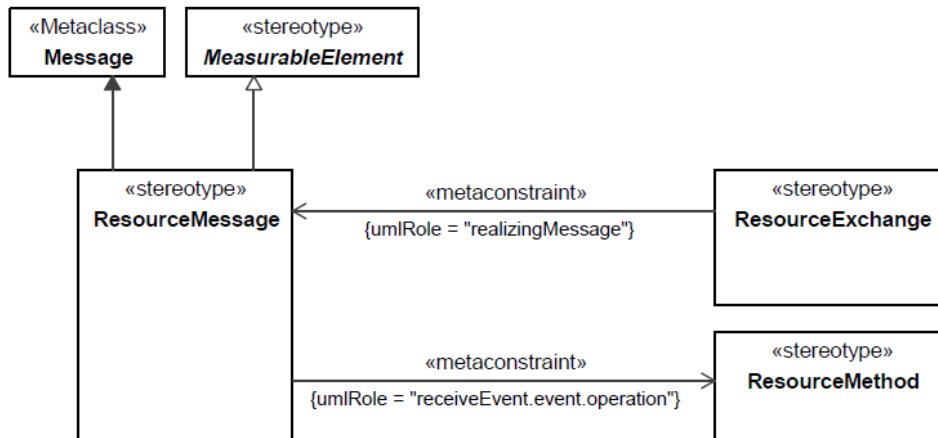 «Metaclass»
Message
«stereotype»
MeasurableElement
«stereotype»
ResourceMessage
«metaconstraint»
{umlRole = "realizingMessage"}
«stereotype»
ResourceExchange
«metaconstraint»
{umlRole = "receiveEvent.event.operation"}
«stereotype»
ResourceMethod